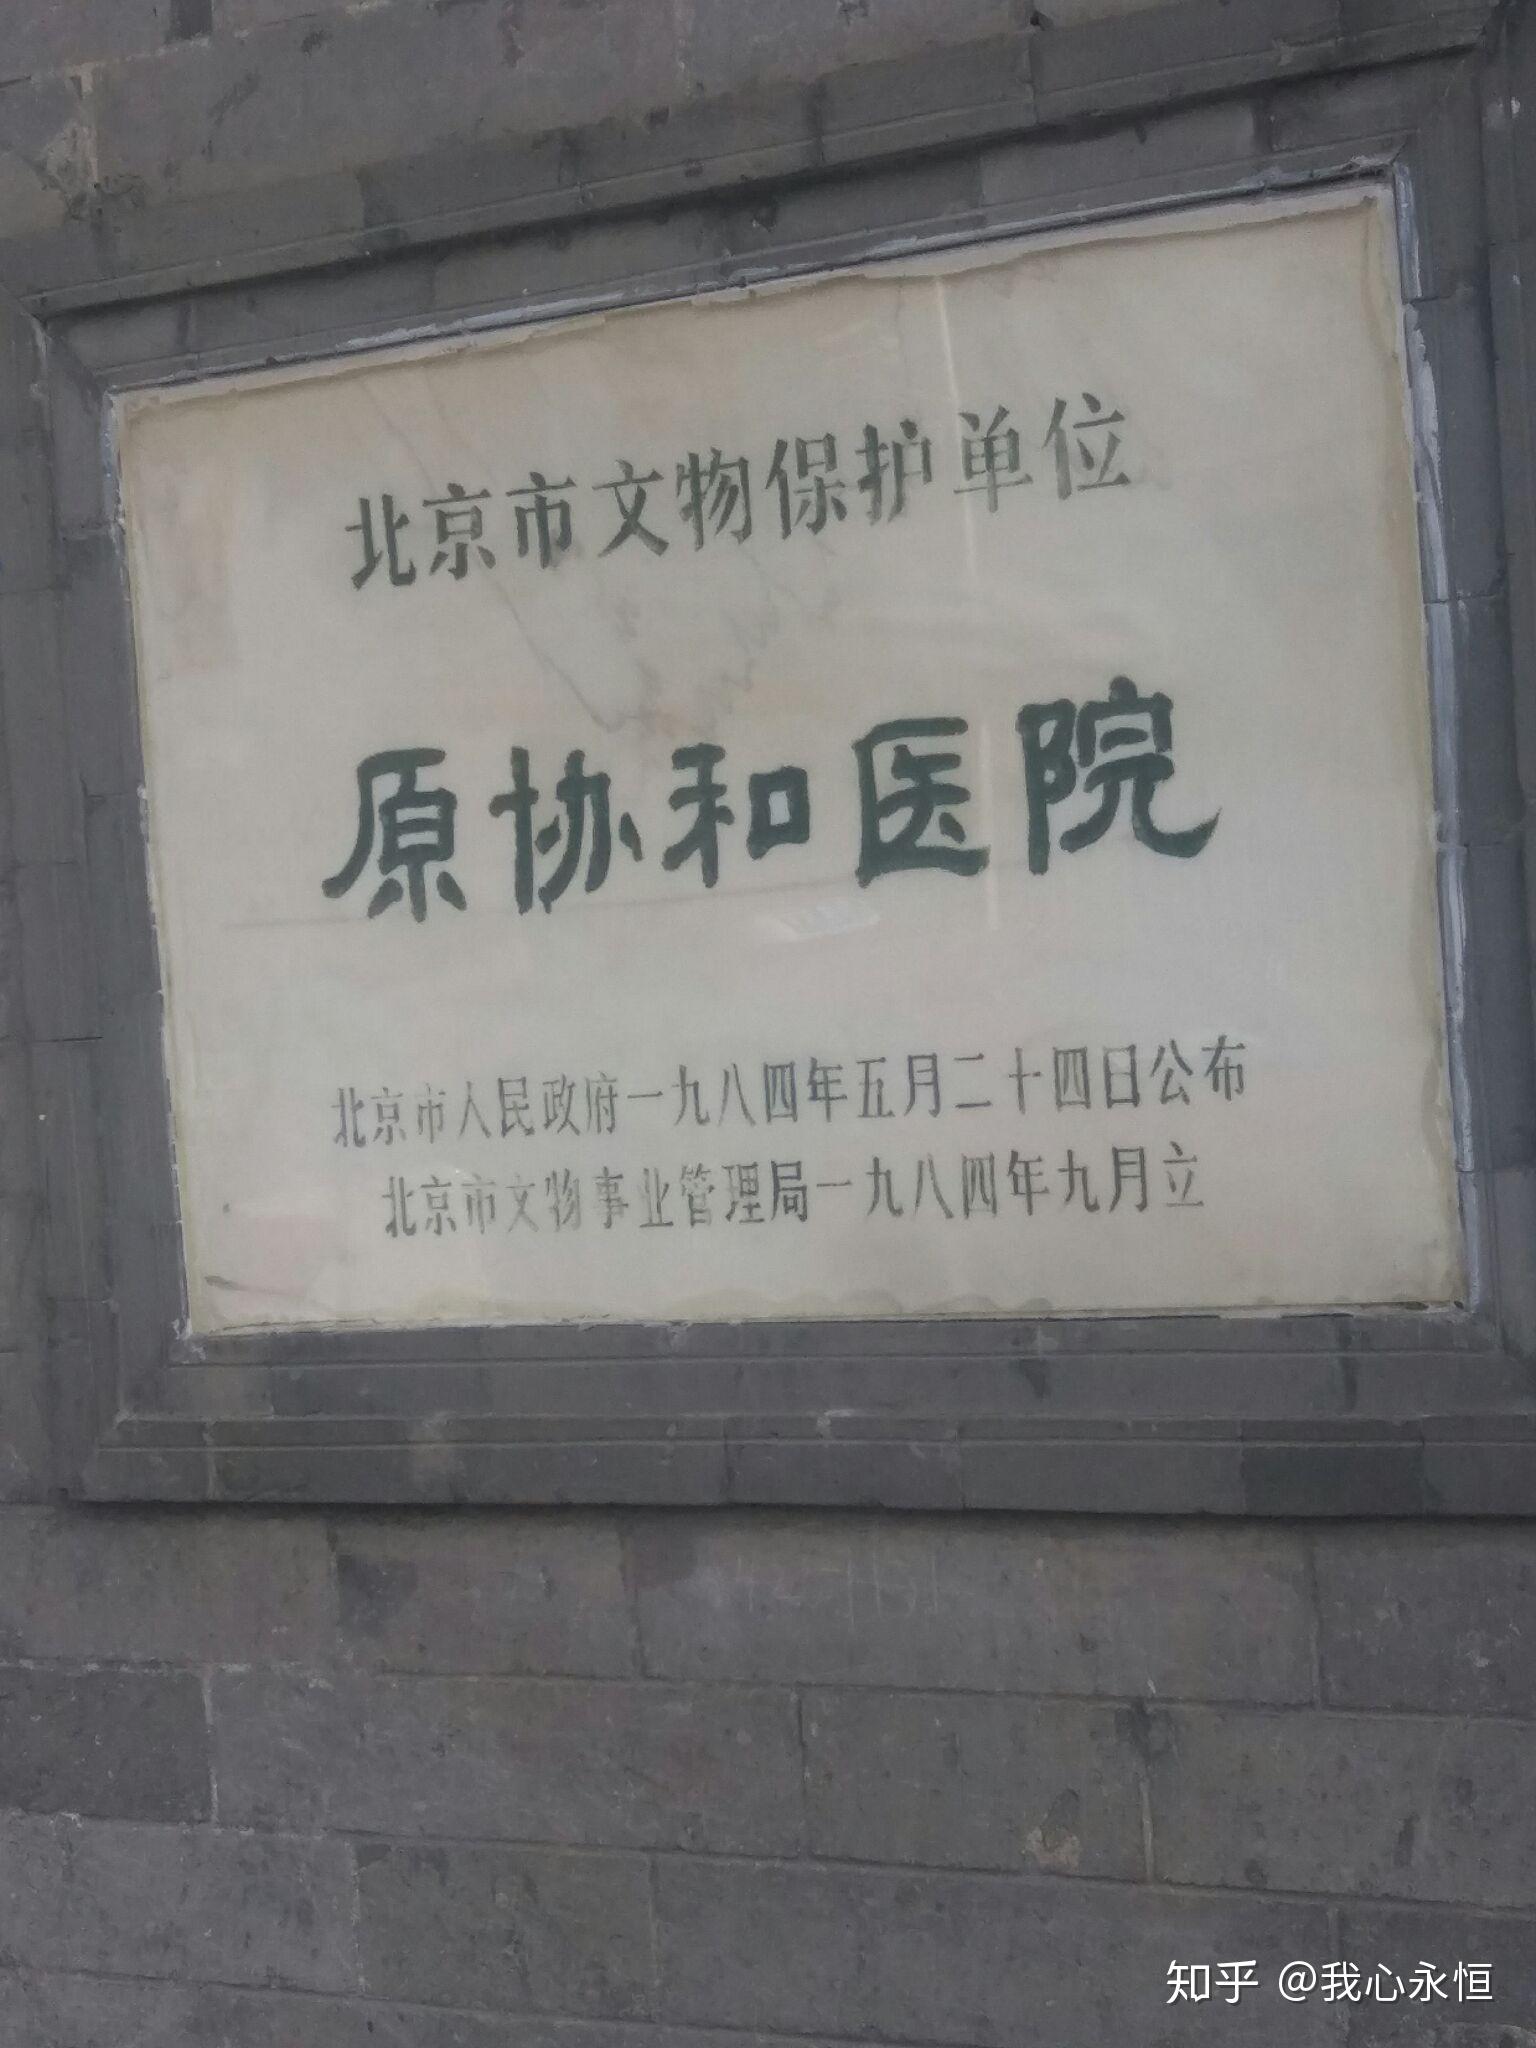 北京市文物保护单位
原协和医院
北京市人民政府一九八四年五月二十四日公布
北京市文物事业管理局一九八四年九月立
知乎 @我心永恒